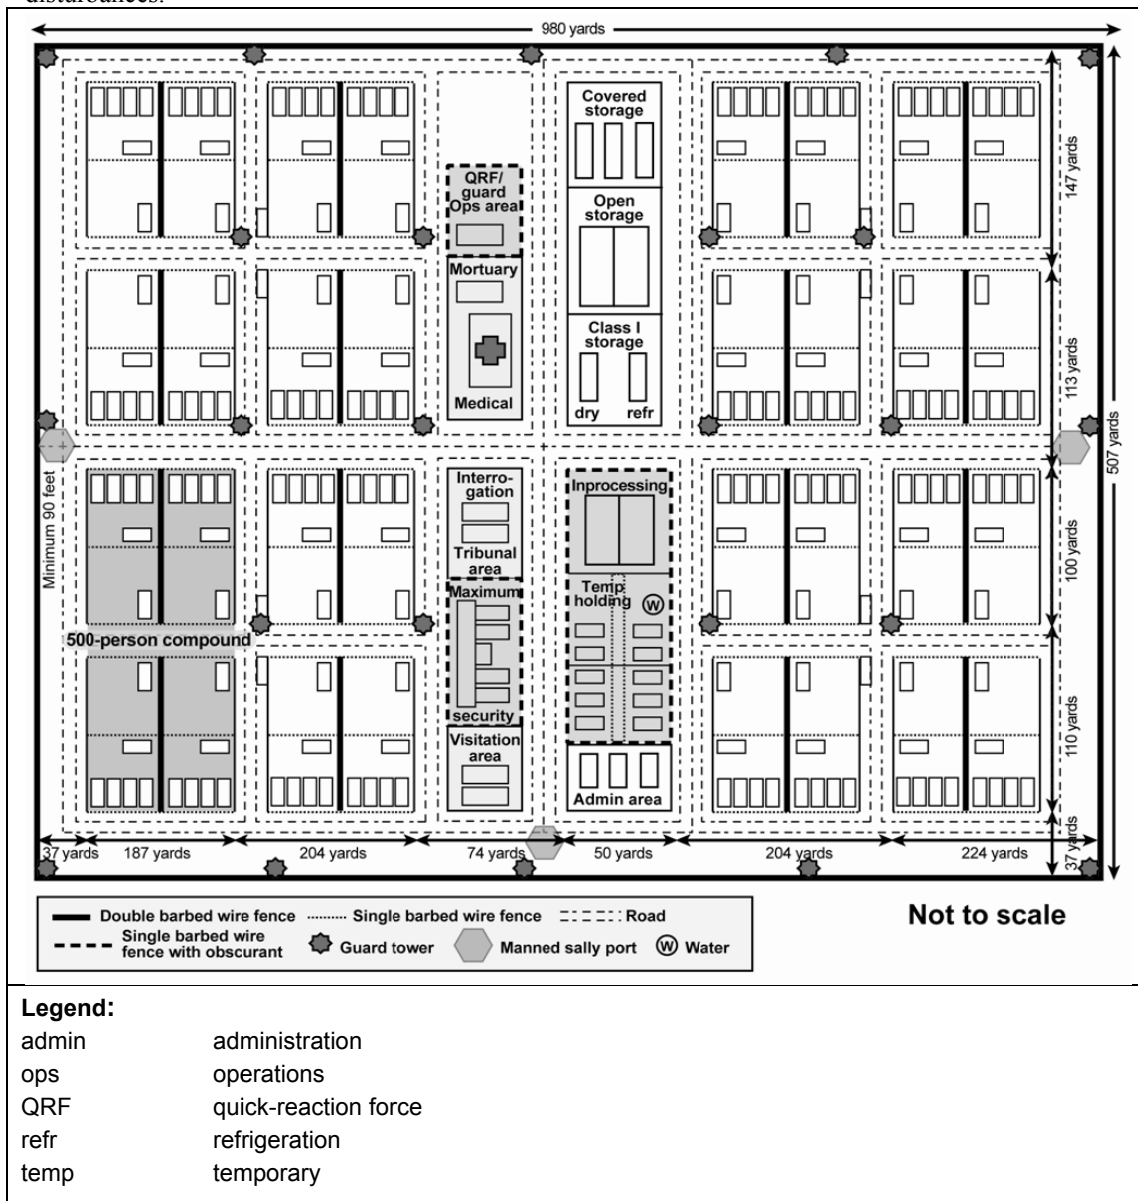 disturbances.
980 yards
Covered
storage
QRF/
guard
Ops area
Open
storage
147 yards
Mortuary
Class I
storage
113 yards
Medical
dry refr
507 yards
Minimum 90 feet
Interro-
gation
Tribunal
area
Inprocessing
100 yards
Maximum
Temp
holding
W
500-person compound
security
Visitation
area
110 yards
Admin area
37 yards 187 yards 204 yards 74 yards 50 yards 204 yards 224 yards 37 yards
Double barbed wire fence Single barbed wire fence Road
Single barbed wire
fence with obscurant Guard tower Manned sally port W Water
Not to scale
Legend:
admin administration
ops operations
QRF quick-reaction force
refr refrigeration
temp temporary